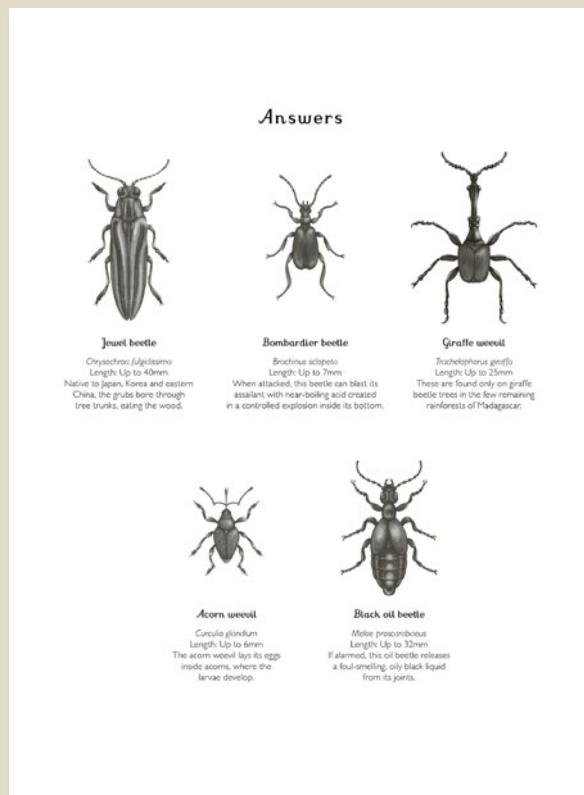 Answers
Jewel beetle
Chrysochroa fulgidissima
Length: Up to 40mm
Native to Japan, Korea and eastern
China, the grubs bore through
tree trunks, eating the wood.
Bombardier beetle
Brachinus sclopeta
Length: Up to 7mm
When attacked, this beetle can blast its
assailant with near-boiling acid created
in a controlled explosion inside its bottom.
Giraffe weevil
Trachelophorus giraffa
Length: Up to 25mm
These are found only on giraffe
beetle trees in the few remaining
rainforests of Madagascar.
Acorn weevil
Curculio glandium
Length: Up to 6mm
The acorn weevil lays its eggs
inside acorns, where the
larvae develop.
Black oil beetle
Meloe proscarabaeus
Length: Up to 32mm
If alarmed, this oil beetle releases
a foul-smelling, oily black liquid
from its joints.